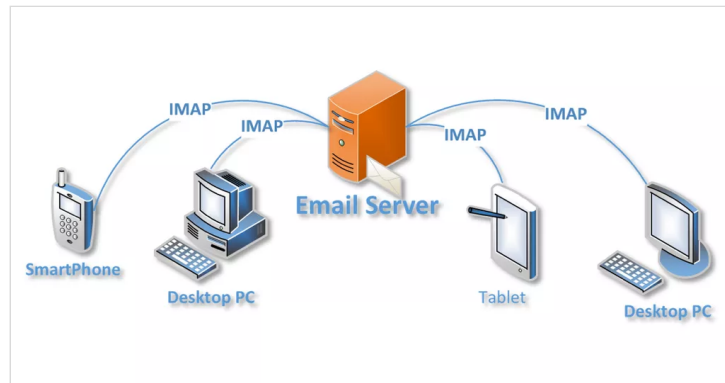 IMAP
IMAP
IMAP
IMAP
Email Server
SmartPhone
Desktop PC
Tablet
Desktop PC